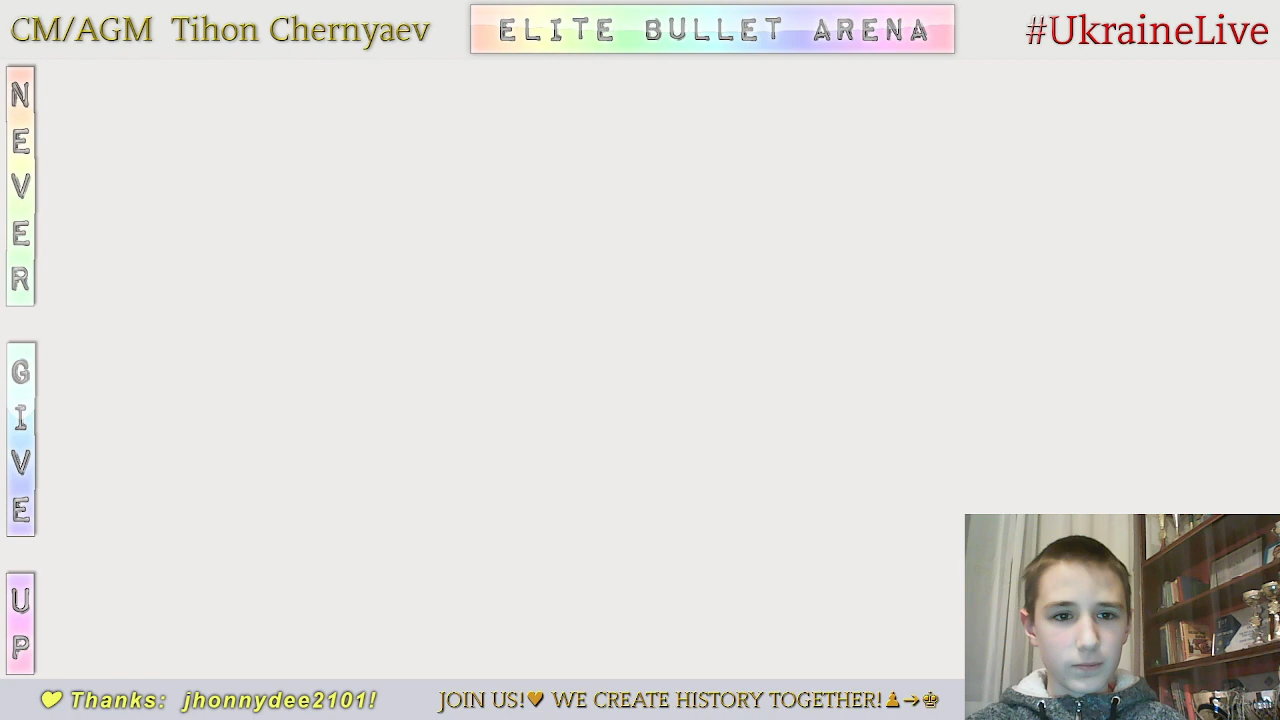 CM/AGM Tihon Chernyaev
ELITE BULLET ARENA
#UkraineLive
NEVER
GIVE
UP
💛 Thanks: jhonnydee2101!
JOIN US!🧡 WE CREATE HISTORY TOGETHER!♟➔♚